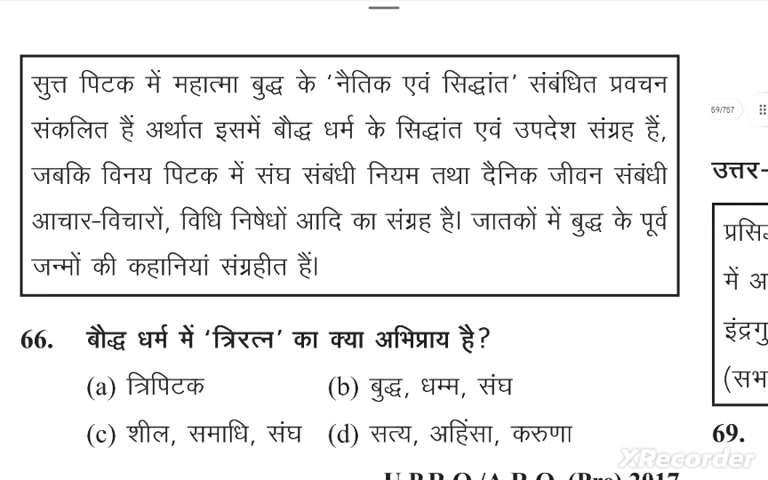 सुत्त पिटक में महात्मा बुद्ध के ‘नैतिक एवं सिद्धांत’ संबंधित प्रवचन
संकलित हैं अर्थात इसमें बौद्ध धर्म के सिद्धांत एवं उपदेश संग्रह हैं,
जबकि विनय पिटक में संघ संबंधी नियम तथा दैनिक जीवन संबंधी
आचार-विचारों, विधि निषेधों आदि का संग्रह है। जातकों में बुद्ध के पूर्व
जन्मों की कहानियां संग्रहीत हैं।
66. बौद्ध धर्म में ‘त्रिरत्न’ का क्या अभिप्राय है?
(a) त्रिपिटक (b) बुद्ध, धम्म, संघ
(c) शील, समाधि, संघ (d) सत्य, अहिंसा, करुणा
59/757
उत्तर-
में अ
इंद्रगु
(सभ
69.
XRecorder